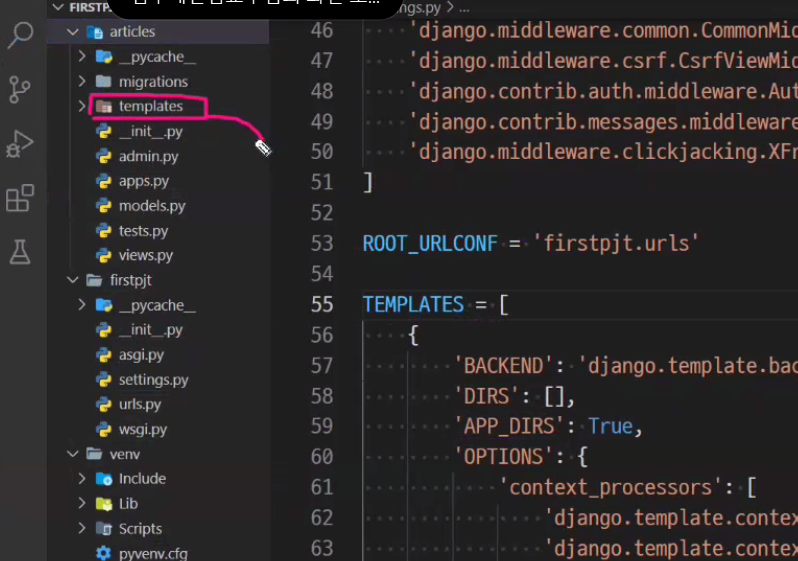 FIRSTP
ngs.py > ...
articles
__pycache__
migrations
templates
__init__.py
admin.py
apps.py
models.py
tests.py
views.py
firstpjt
__pycache__
__init__.py
asgi.py
settings.py
urls.py
wsgi.py
venv
Include
Lib
Scripts
pyvenv.cfg
46 'django.middleware.common.CommonMid
47 'django.middleware.csrf.CsrfViewMid
48 'django.contrib.auth.middleware.Aut
49 'django.contrib.messages.middleware
50 'django.middleware.clickjacking.XFr
51 ]
52
53 ROOT_URLCONF = 'firstpjt.urls'
54
55 TEMPLATES = [
56 {
57 'BACKEND': 'django.template.bac
58 'DIRS': [],
59 'APP_DIRS': True,
60 'OPTIONS': {
61 'context_processors': [
62 'django.template.contex
63 'django.template.contex